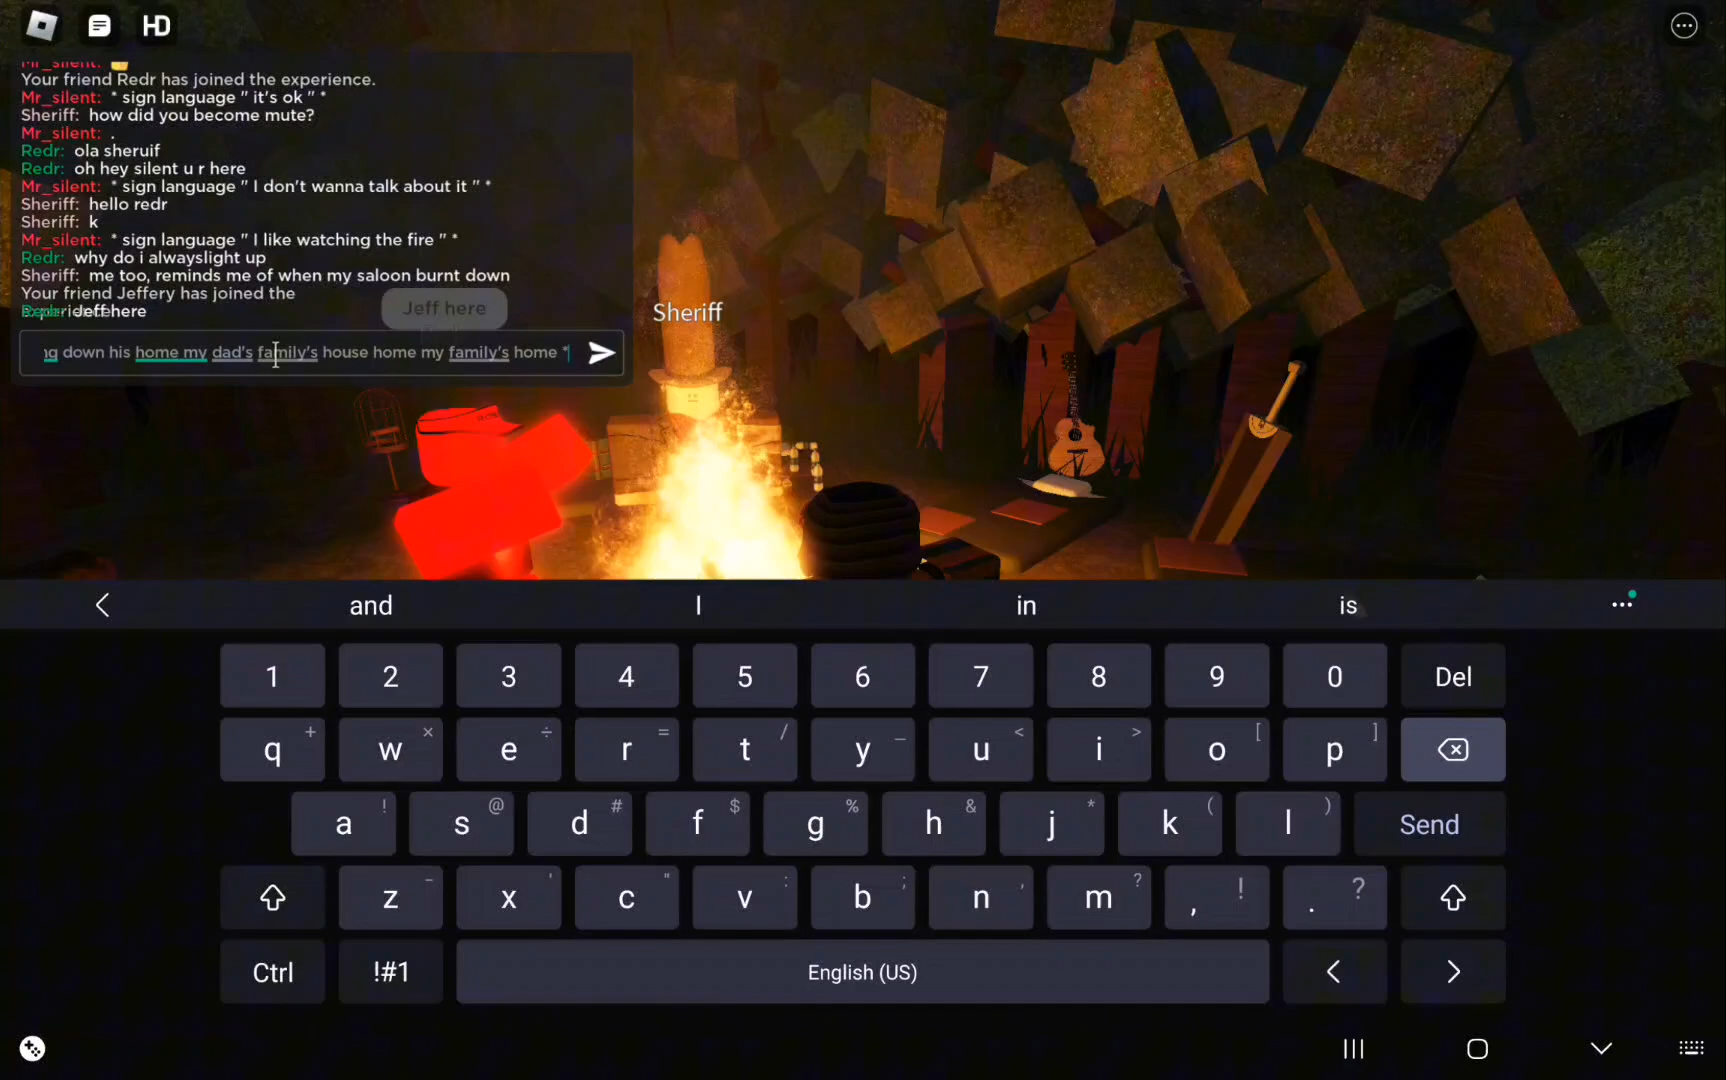 HD
Mr_silent:
Your friend Redr has joined the experience.
Mr_silent: * sign language " it's ok " *
Sheriff: how did you become mute?
Mr_silent: .
Redr: ola sheruif
Redr: oh hey silent u r here
Mr_silent: * sign language " I don't wanna talk about it " *
Sheriff: hello redr
Sheriff: k
Mr_silent: * sign language " I like watching the fire " *
Redr: why do i alwayslight up
Sheriff: me too, reminds me of when my saloon burnt down
Your friend Jeffery has joined the
Redr: Jeff here
Jeff here
Sheriff
ng down his home my dad's family's house home my family's home *
and I in is
1 2 3 4 5 6 7 8 9 0 Del
q + w × e ÷ r = t / y _ u < i > o [ p ]
a ! s @ d # f $ g % h & j * k ( l ) Send
z - x ' c " v : b ; n , m ? , ! . ?
Ctrl !#1 English (US) < >